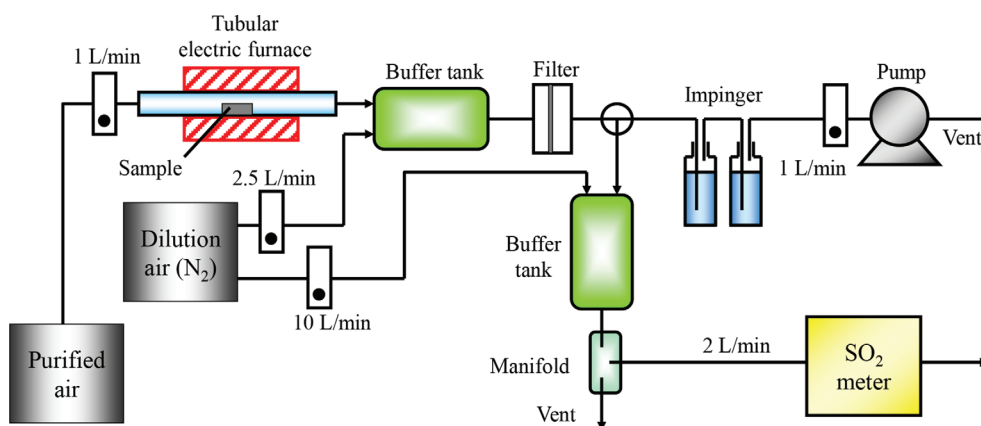 Tubular
electric furnace
1 L/min
Buffer tank
Filter
Impinger
Pump
Sample
1 L/min
Vent
2.5 L/min
Dilution
air (N₂)
10 L/min
Buffer
tank
Purified
air
Manifold
2 L/min
SO₂
meter
Vent